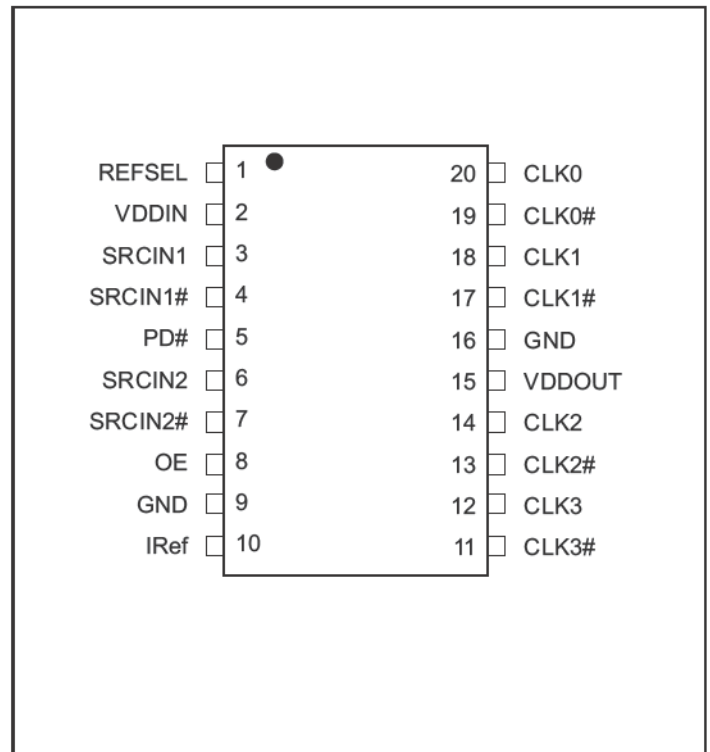 REFSEL 1 20 CLK0
VDDIN 2 19 CLK0#
SRCIN1 3 18 CLK1
SRCIN1# 4 17 CLK1#
PD# 5 16 GND
SRCIN2 6 15 VDDOUT
SRCIN2# 7 14 CLK2
OE 8 13 CLK2#
GND 9 12 CLK3
IRef 10 11 CLK3#